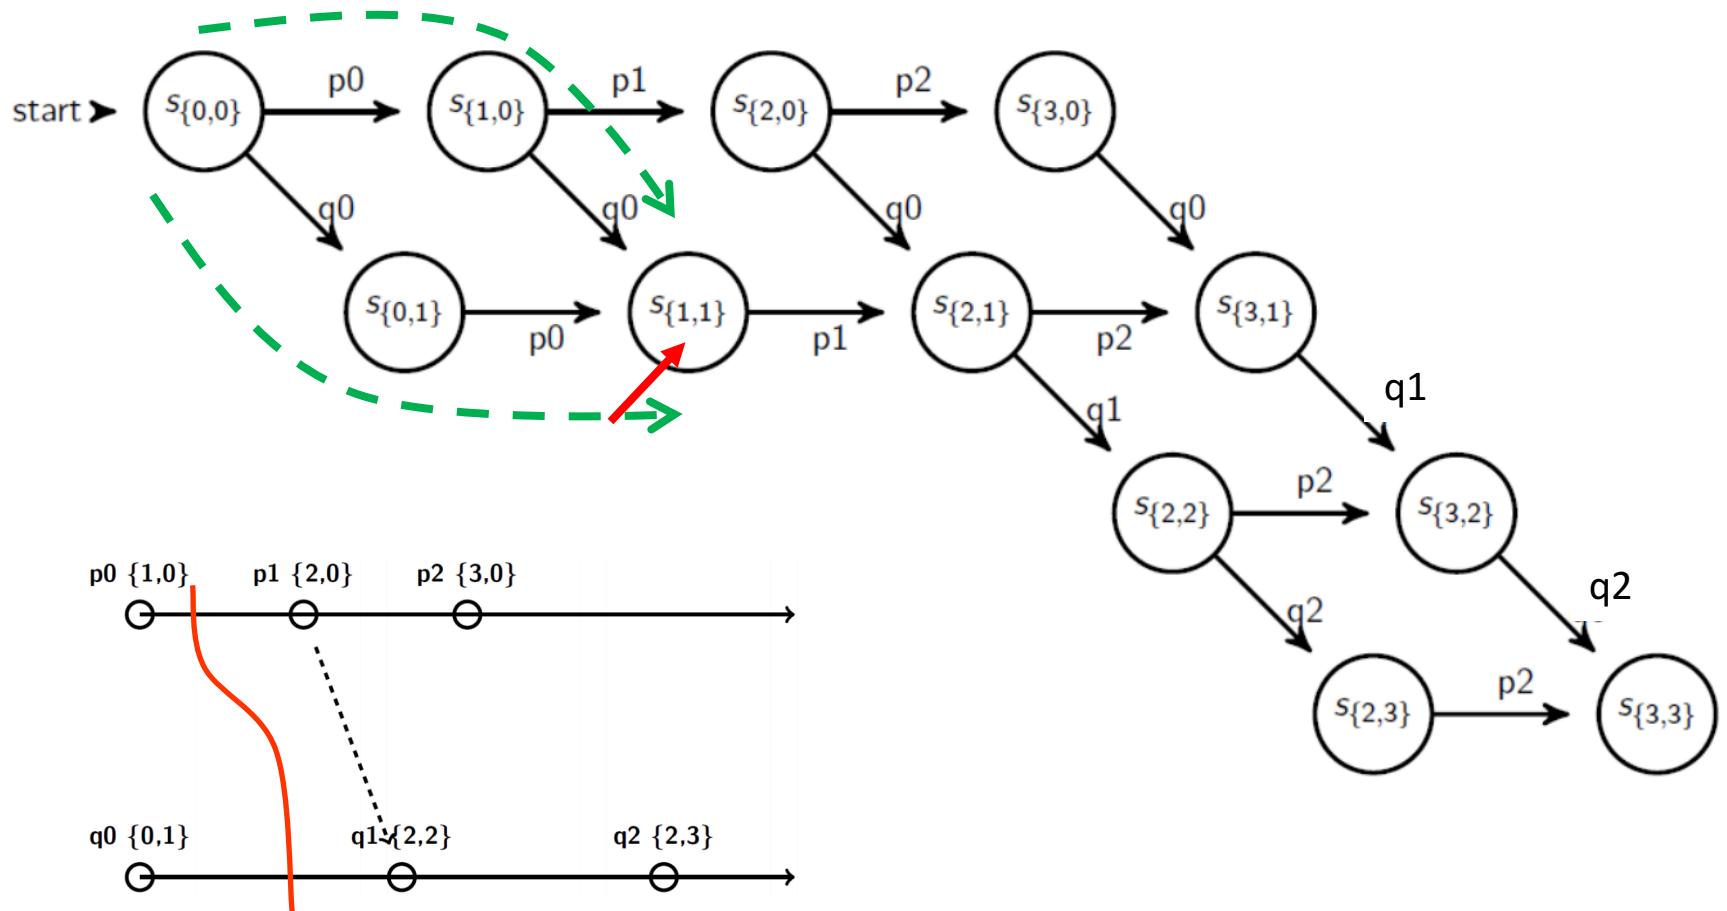 p0 p1 p2
start S{0,0} S{1,0} S{2,0} S{3,0}
q0 q0 q0 q0
S{0,1} S{1,1} S{2,1} S{3,1}
p0 p1 p2
q1 q1
S{2,2} p2 S{3,2}
q2 q2
S{2,3} p2 S{3,3}
p0 {1,0} p1 {2,0} p2 {3,0}
q0 {0,1} q1 {2,2} q2 {2,3}